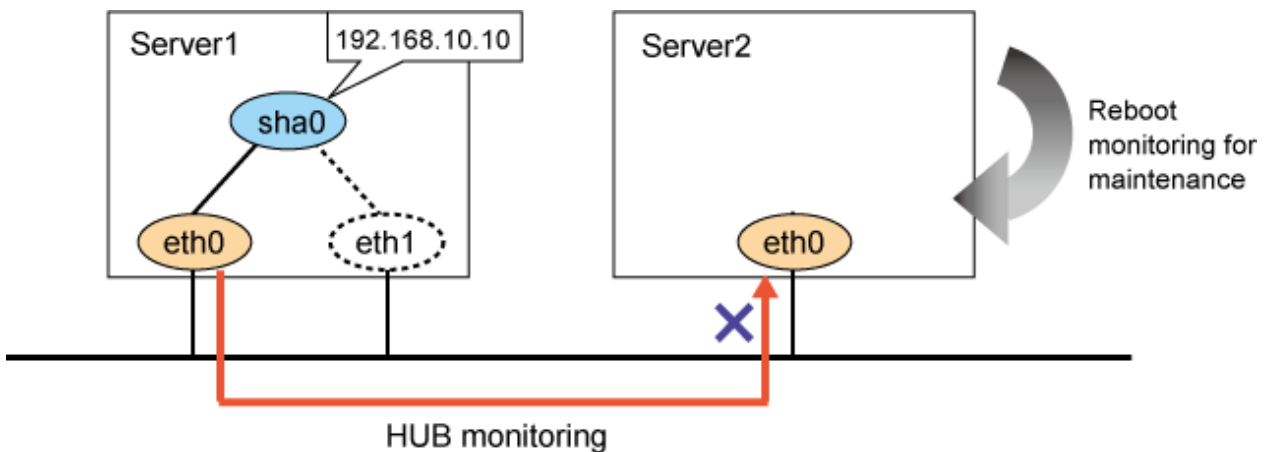 Server1
192.168.10.10
sha0
eth0
eth1
Server2
eth0
Reboot
monitoring for
maintenance
HUB monitoring